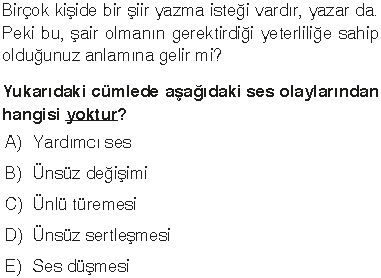 Birçok kişide bir şiir yazma isteği vardır, yazar da.
Peki bu, şair olmanın gerektirdiği yeterliliğe sahip
olduğunuz anlamına gelir mi?
Yukarıdaki cümlede aşağıdaki ses olaylarından
hangisi yoktur?
A) Yardımcı ses
B) Ünsüz değişimi
C) Ünlü türemesi
D) Ünsüz sertleşmesi
E) Ses düşmesi